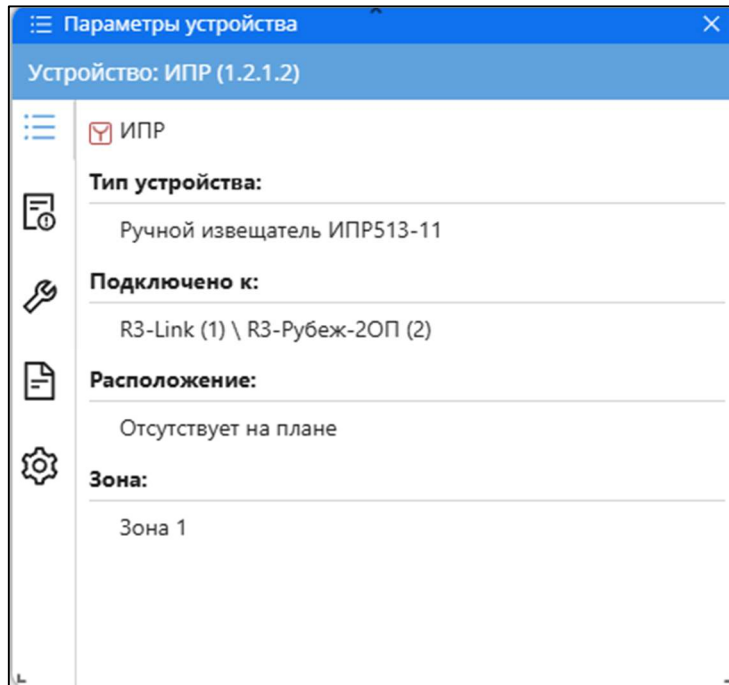 Параметры устройства
Устройство: ИПР (1.2.1.2)
ИПР
Тип устройства:
Ручной извещатель ИПР513-11
Подключено к:
R3-Link (1) \ R3-Рубеж-2ОП (2)
Расположение:
Отсутствует на плане
Зона:
Зона 1